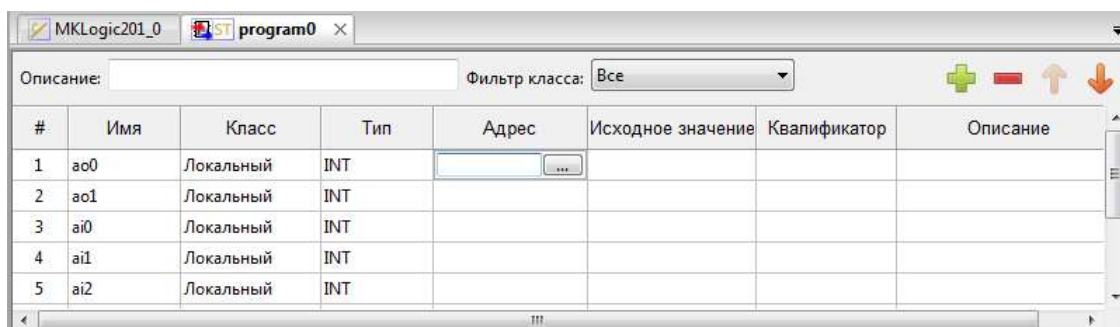 MKLogic201_0 ST program0
Описание: Фильтр класса: Все
# Имя Класс Тип Адрес Исходное значение Квалификатор Описание
1 ao0 Локальный INT ...
2 ao1 Локальный INT
3 ai0 Локальный INT
4 ai1 Локальный INT
5 ai2 Локальный INT